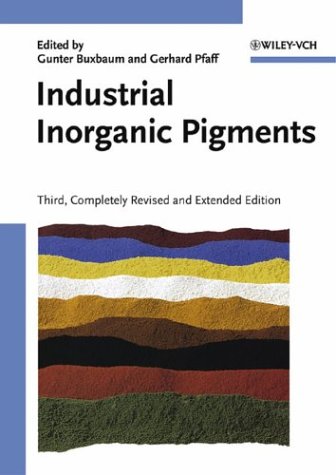 Edited by
Gunter Buxbaum and Gerhard Pfaff
WILEY-VCH
Industrial
Inorganic Pigments
Third, Completely Revised and Extended Edition